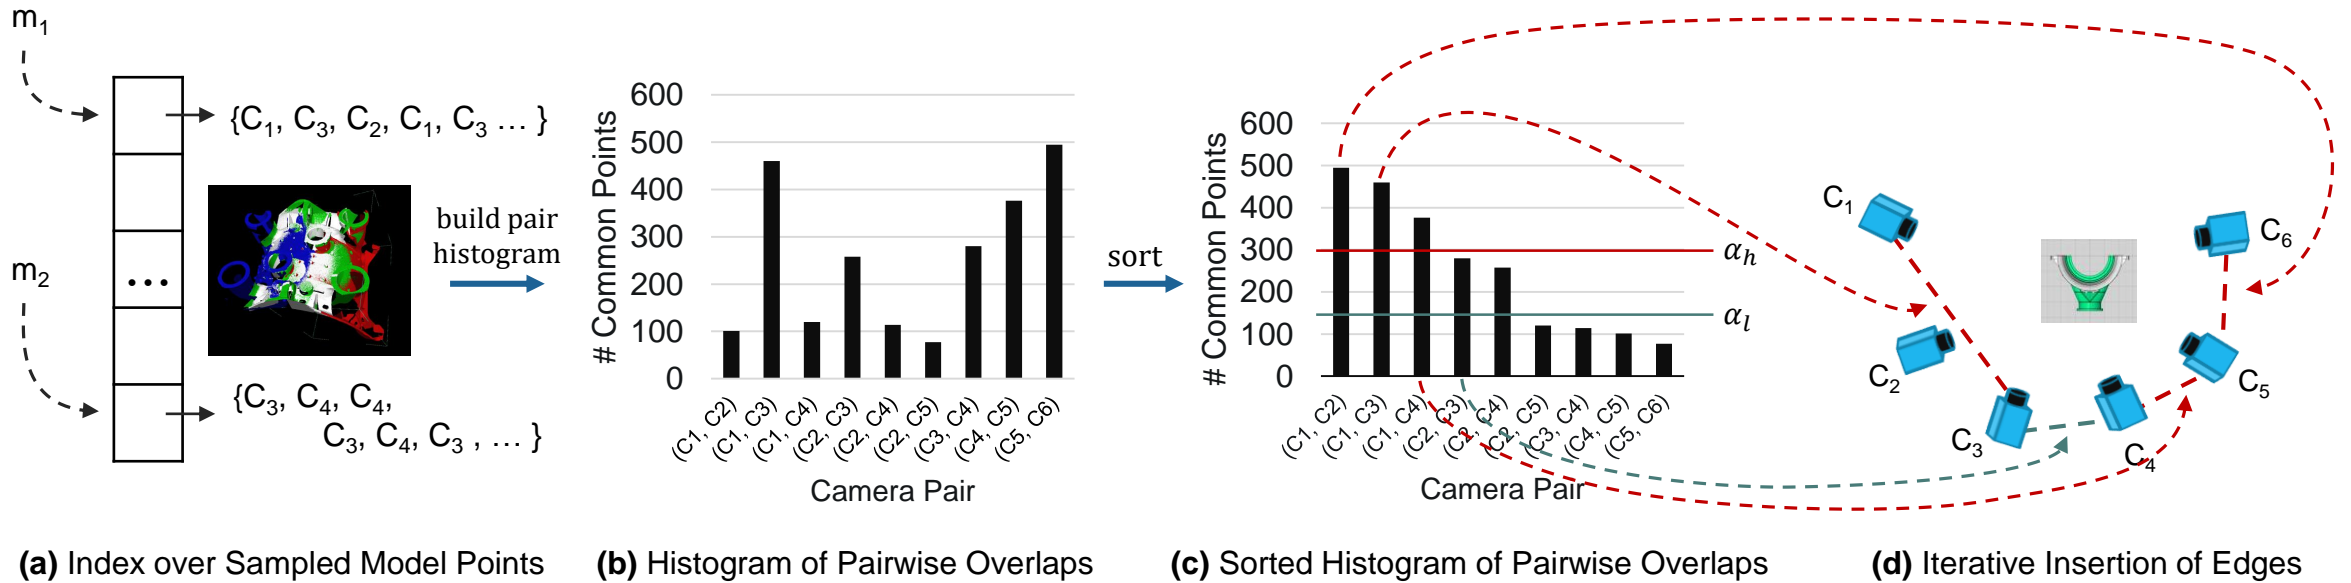 m1
{C1, C3, C2, C1, C3 … }
m2
...
{C3, C4, C4,
C3, C4, C3 , … }
build pair
histogram
# Common Points
600
500
400
300
200
100
0
(C1, C2)
(C1, C3)
(C1, C4)
(C2, C3)
(C2, C4)
(C2, C5)
(C3, C4)
(C4, C5)
(C5, C6)
Camera Pair
sort
# Common Points
600
500
400
300
200
100
0
αh
αl
(C1, C2)
(C1, C3)
(C1, C4)
(C2, C3)
(C2, C4)
(C2, C5)
(C3, C4)
(C4, C5)
(C5, C6)
Camera Pair
C1
C6
C2
C5
C3
C4
(a) Index over Sampled Model Points
(b) Histogram of Pairwise Overlaps
(c) Sorted Histogram of Pairwise Overlaps
(d) Iterative Insertion of Edges